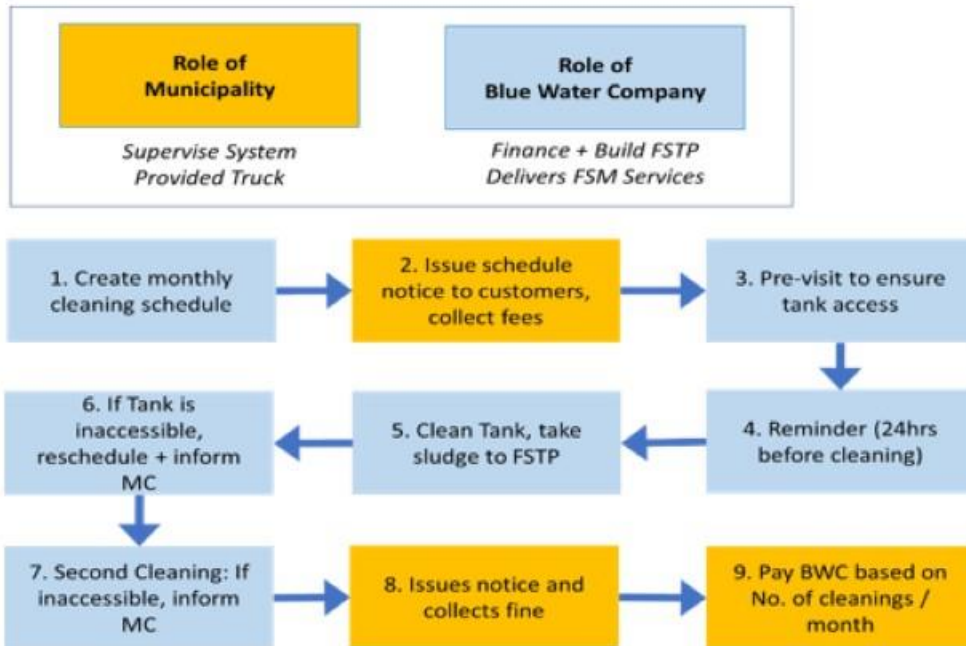 Role of
Municipality
Supervise System
Provided Truck
Role of
Blue Water Company
Finance + Build FSTP
Delivers FSM Services
1. Create monthly
cleaning schedule
2. Issue schedule
notice to customers,
collect fees
3. Pre-visit to ensure
tank access
4. Reminder (24hrs
before cleaning)
5. Clean Tank, take
sludge to FSTP
6. If Tank is
inaccessible,
reschedule + inform
MC
7. Second Cleaning: If
inaccessible, inform
MC
8. Issues notice and
collects fine
9. Pay BWC based on
No. of cleanings /
month